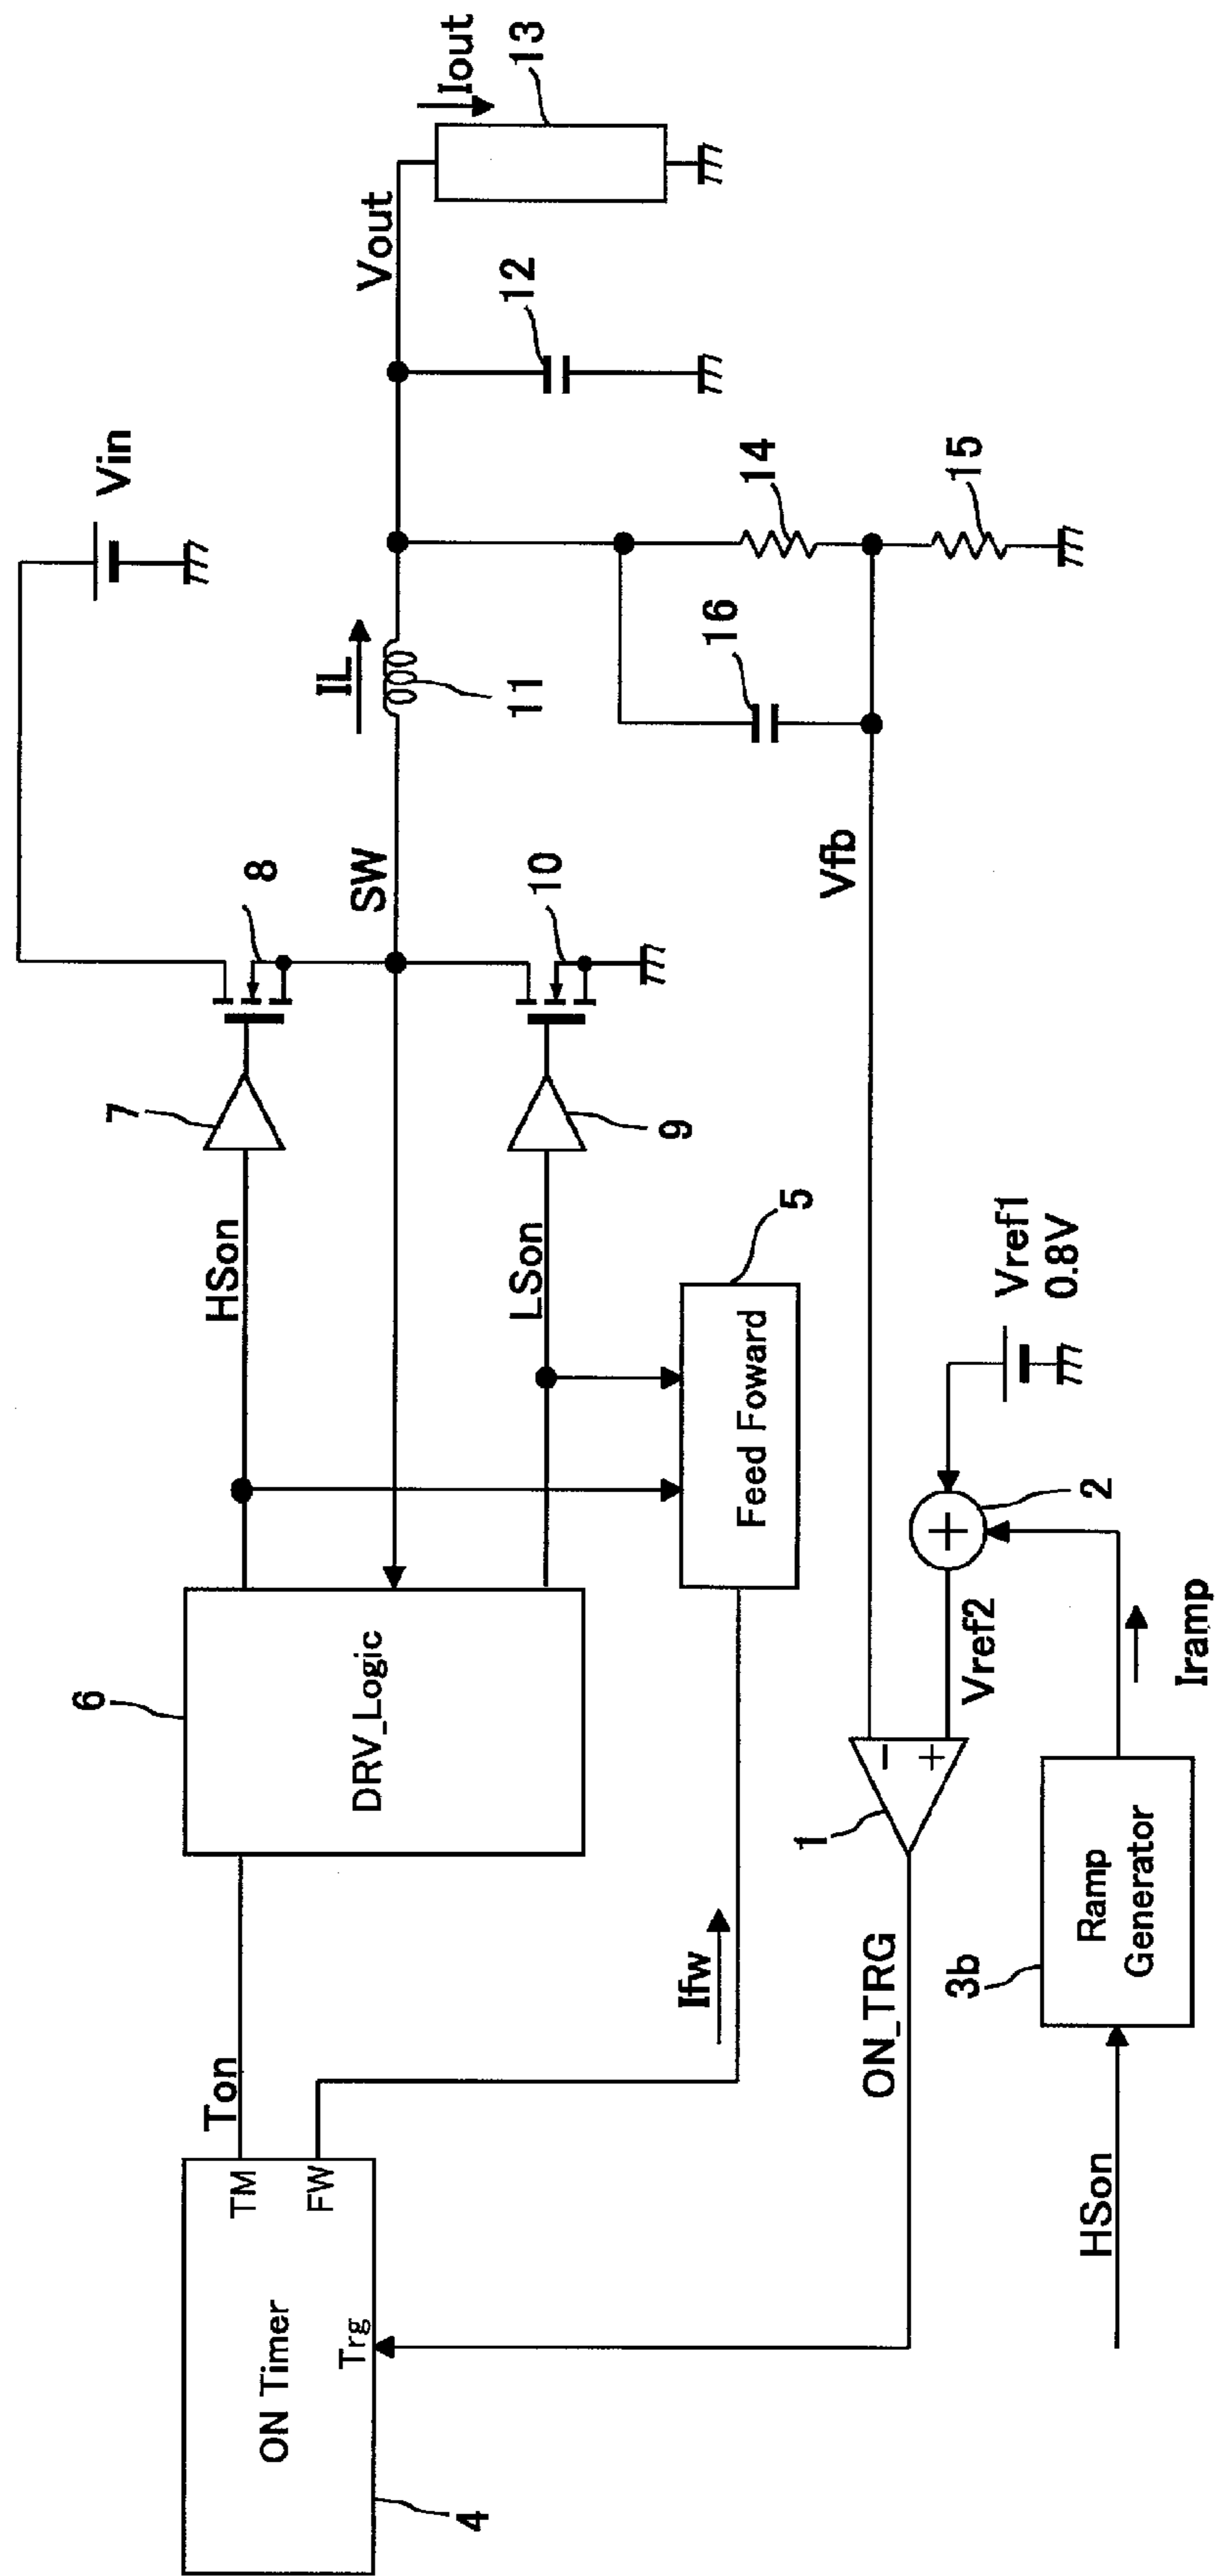 Vin
Vout
Iout
13
12
IL
11
SW
8
10
7
9
HSon
LSon
6
DRV_Logic
Ton
ON Timer
TM
FW
Trg
4
Ifw
Feed Foward
5
14
15
16
Vfb
Vref1
0.8V
2
Vref2
1
-
+
+
ON_TRG
Iramp
Ramp
Generator
3b
HSon